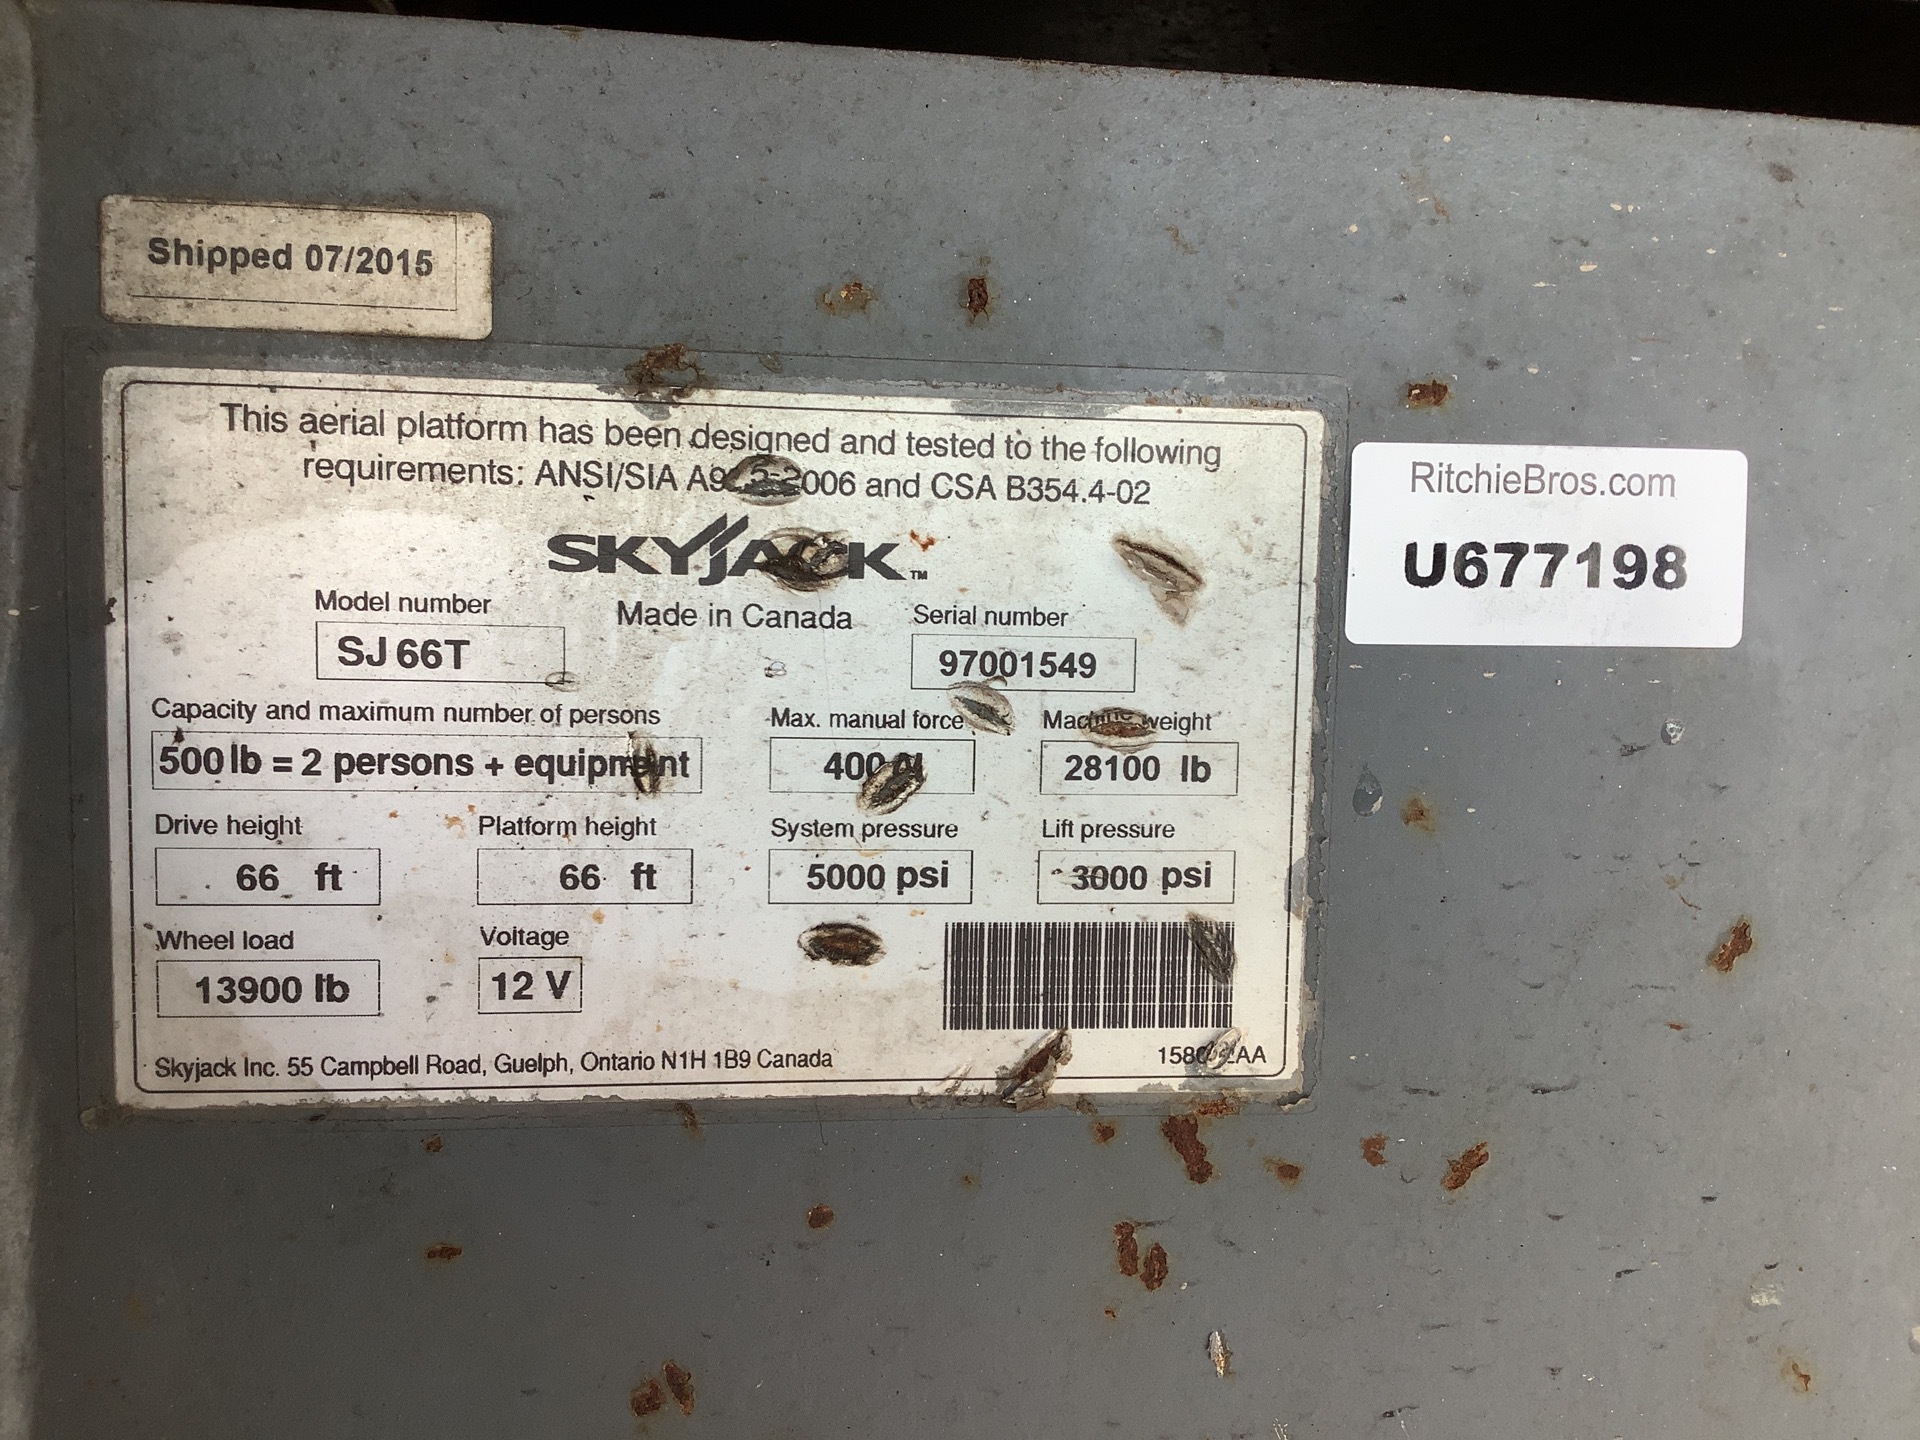 Shipped 07/2015
This aerial platform has been designed and tested to the following
requirements: ANSI/SIA and CSA B354.4-02
SKYJACK™
Model number
Made in Canada
Serial number
SJ 66T
97001549
Capacity and maximum number of persons
Max. manual force
Machine weight
500 lb = 2 persons + equipment
400 N
28100 lb
Drive height
Platform height
System pressure
Lift pressure
66 ft
66 ft
5000 psi
3000 psi
Wheel load
Voltage
13900 lb
12 V
Skyjack Inc. 55 Campbell Road, Guelph, Ontario N1H 1B9 Canada
RitchieBros.com
U677198